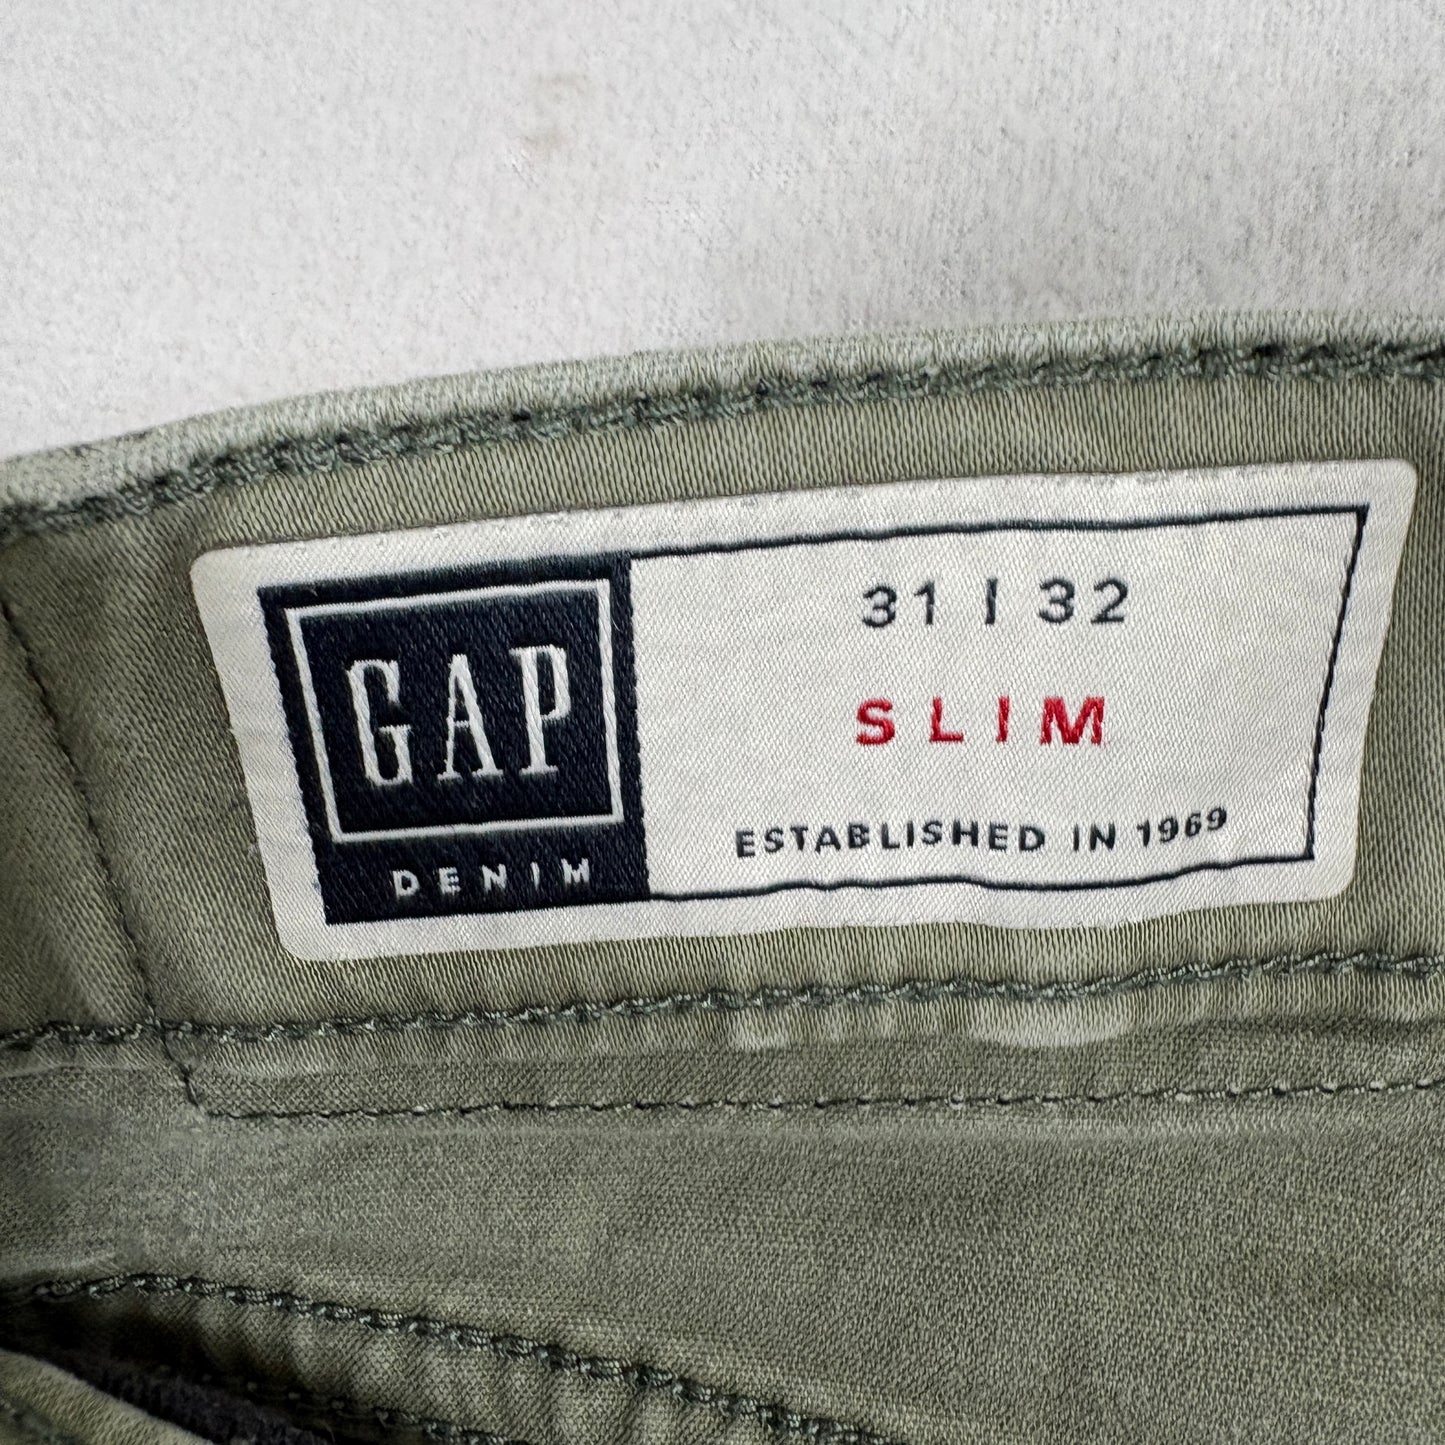 GAP
DENIM
31 | 32
SLIM
ESTABLISHED IN 1969